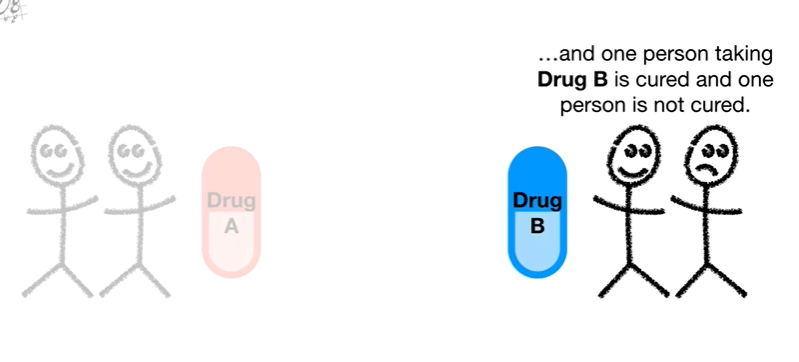 …and one person taking
Drug B is cured and one
person is not cured.
Drug
A
Drug
B